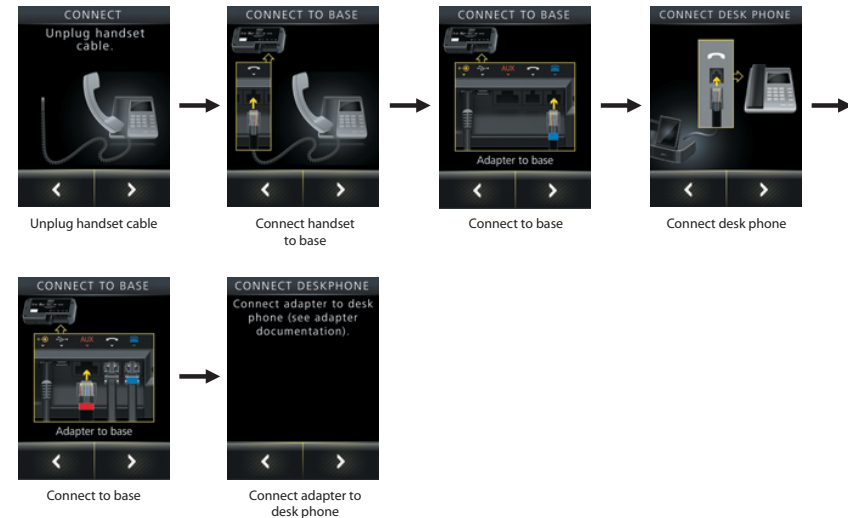 CONNECT
Unplug handset
cable.
Unplug handset cable
CONNECT TO BASE
Connect handset
to base
CONNECT TO BASE
AUX
Adapter to base
Connect to base
CONNECT DESK PHONE
Connect desk phone
CONNECT TO BASE
AUX
Adapter to base
Connect to base
CONNECT DESKPHONE
Connect adapter to desk
phone (see adapter
documentation).
Connect adapter to
desk phone